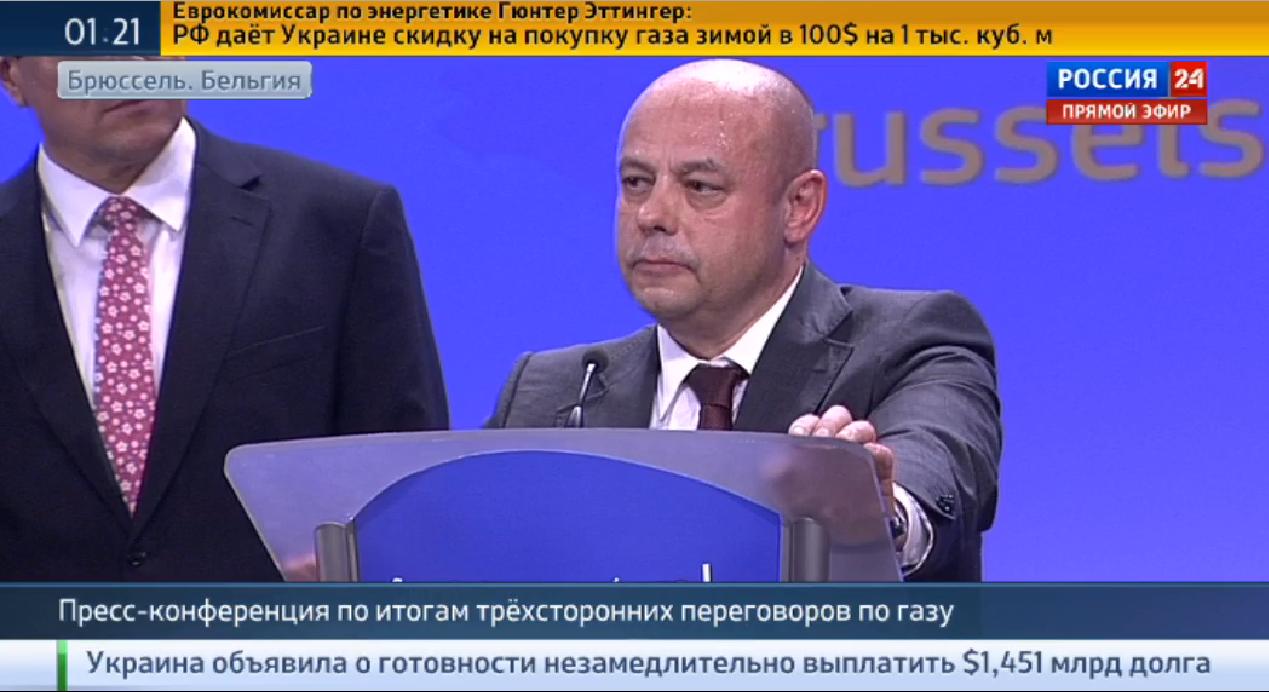 01:21
Еврокомиссар по энергетике Гюнтер Эттингер:
РФ даёт Украине скидку на покупку газа зимой в 100$ на 1 тыс. куб. м
Брюссель. Бельгия
РОССИЯ 24
ПРЯМОЙ ЭФИР
russels
Пресс-конференция по итогам трёхсторонних переговоров по газу
Украина объявила о готовности незамедлительно выплатить $1,451 млрд долга